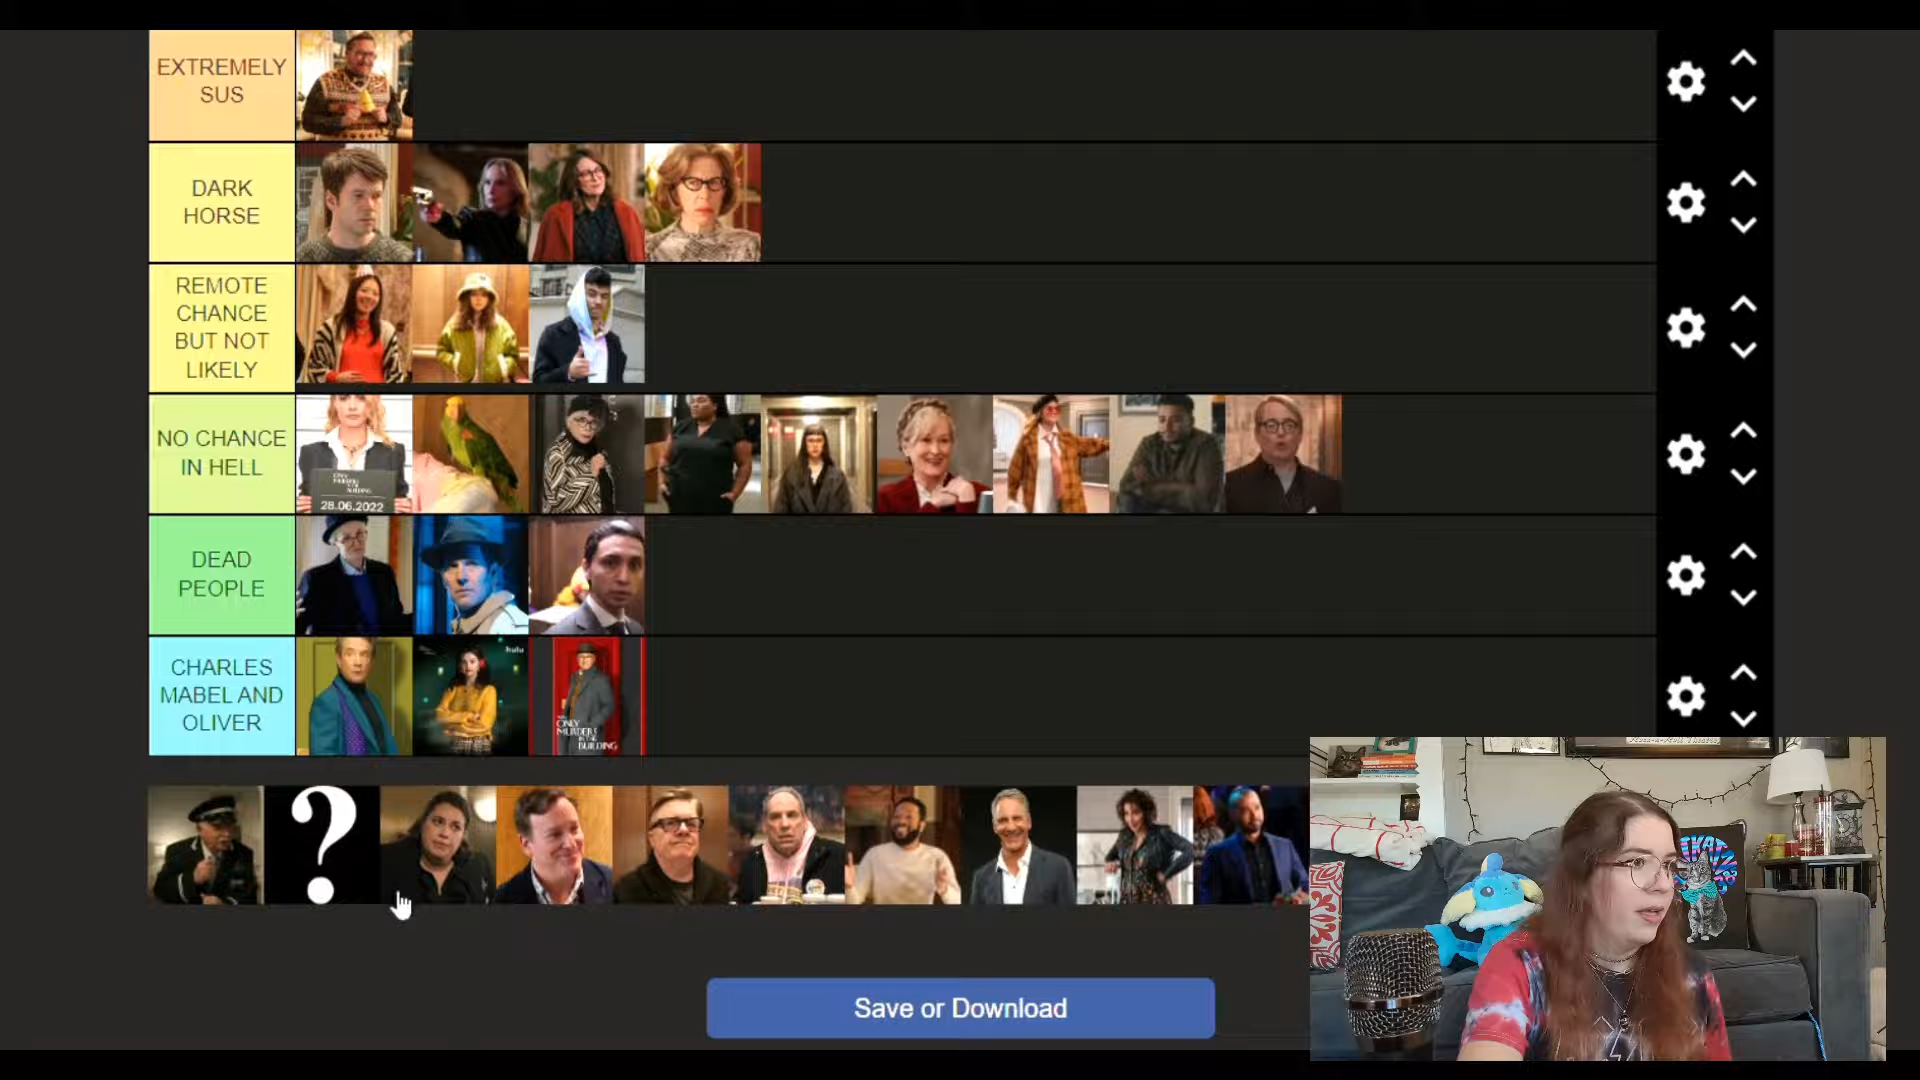 EXTREMELY
SUS
DARK
HORSE
REMOTE
CHANCE
BUT NOT
LIKELY
NO CHANCE
IN HELL
28.06.2022
DEAD
PEOPLE
CHARLES
MABEL AND
OLIVER
hulu
ONLY
MURDERS
IN THE
BUILDING
?
Save or Download